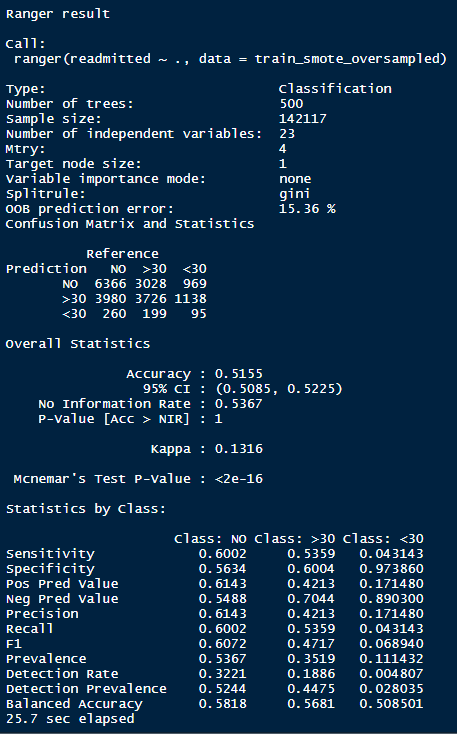 Ranger result
Call:
ranger(readmitted ~ ., data = train_smote_oversampled)
Type: Classification
Number of trees: 500
Sample size: 142117
Number of independent variables: 23
Mtry: 4
Target node size: 1
Variable importance mode: none
Splitrule: gini
OOB prediction error: 15.36 %
Confusion Matrix and Statistics
Reference
Prediction NO >30 <30
NO 6366 3028 969
>30 3980 3726 1138
<30 260 199 95
Overall Statistics
Accuracy : 0.5155
95% CI : (0.5085, 0.5225)
No Information Rate : 0.5367
P-Value [Acc > NIR] : 1
Kappa : 0.1316
Mcnemar's Test P-Value : <2e-16
Statistics by Class:
Class: NO Class: >30 Class: <30
Sensitivity 0.6002 0.5359 0.043143
Specificity 0.5634 0.6004 0.973860
Pos Pred Value 0.6143 0.4213 0.171480
Neg Pred Value 0.5488 0.7044 0.890300
Precision 0.6143 0.4213 0.171480
Recall 0.6002 0.5359 0.043143
F1 0.6072 0.4717 0.068940
Prevalence 0.5367 0.3519 0.111432
Detection Rate 0.3221 0.1886 0.004807
Detection Prevalence 0.5244 0.4475 0.028035
Balanced Accuracy 0.5818 0.5681 0.508501
25.7 sec elapsed